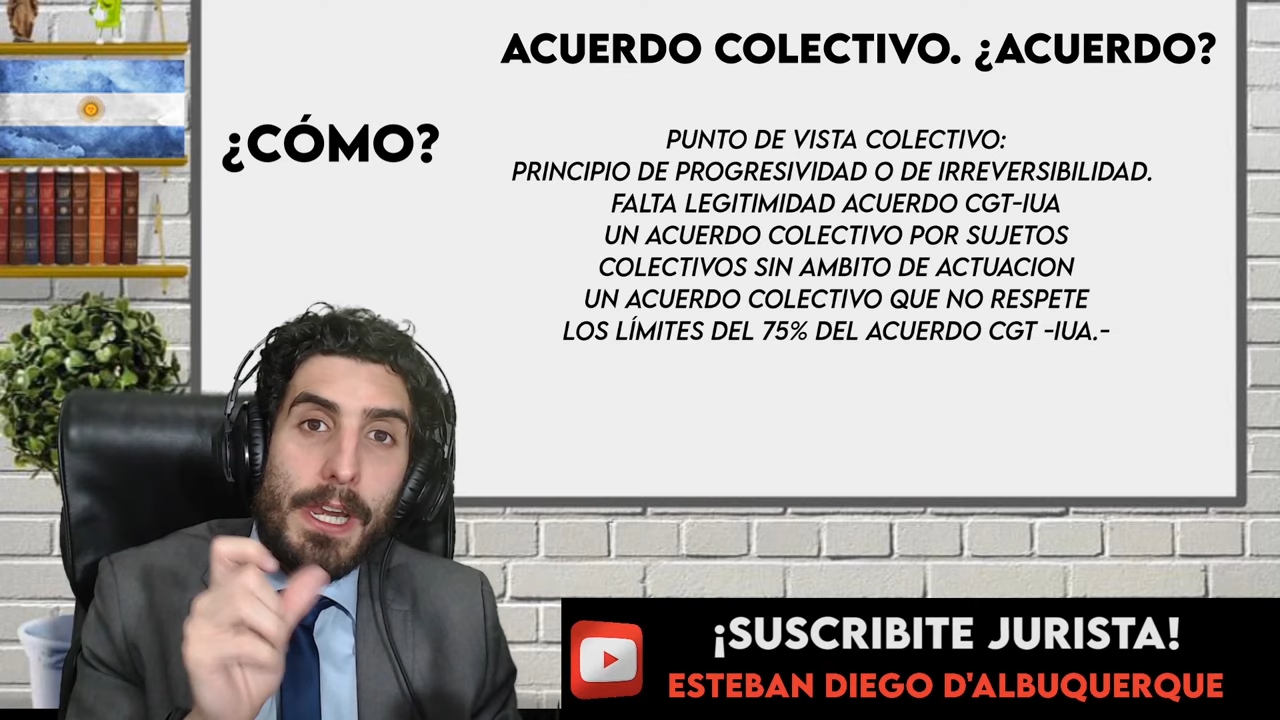 ACUERDO COLECTIVO. ¿ACUERDO?
¿CÓMO?
PUNTO DE VISTA COLECTIVO:
PRINCIPIO DE PROGRESIVIDAD O DE IRREVERSIBILIDAD.
FALTA LEGITIMIDAD ACUERDO CGT-IUA
UN ACUERDO COLECTIVO POR SUJETOS
COLECTIVOS SIN AMBITO DE ACTUACION
UN ACUERDO COLECTIVO QUE NO RESPETE
LOS LÍMITES DEL 75% DEL ACUERDO CGT -IUA.-
¡SUSCRIBITE JURISTA!
ESTEBAN DIEGO D'ALBUQUERQUE